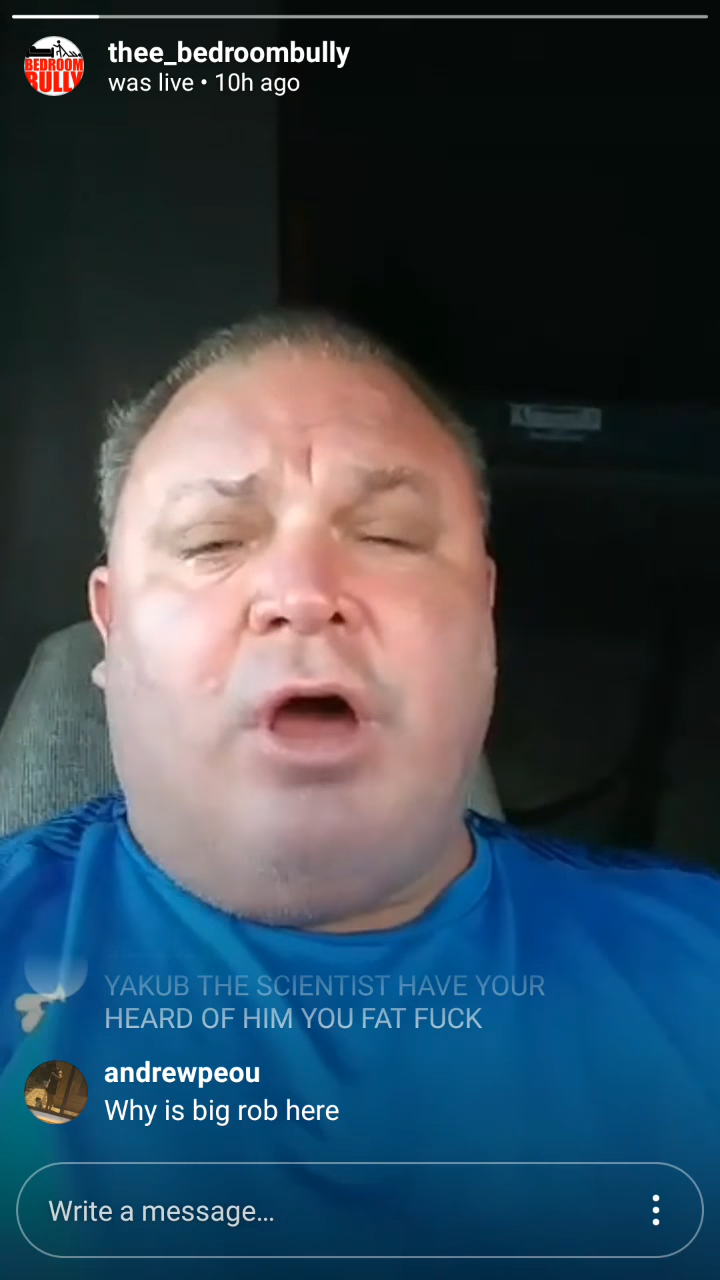 BEDROOM
BULLY
thee_bedroombully
was live • 10h ago
YAKUB THE SCIENTIST HAVE YOUR
HEARD OF HIM YOU FAT FUCK
andrewpeou
Why is big rob here
Write a message...